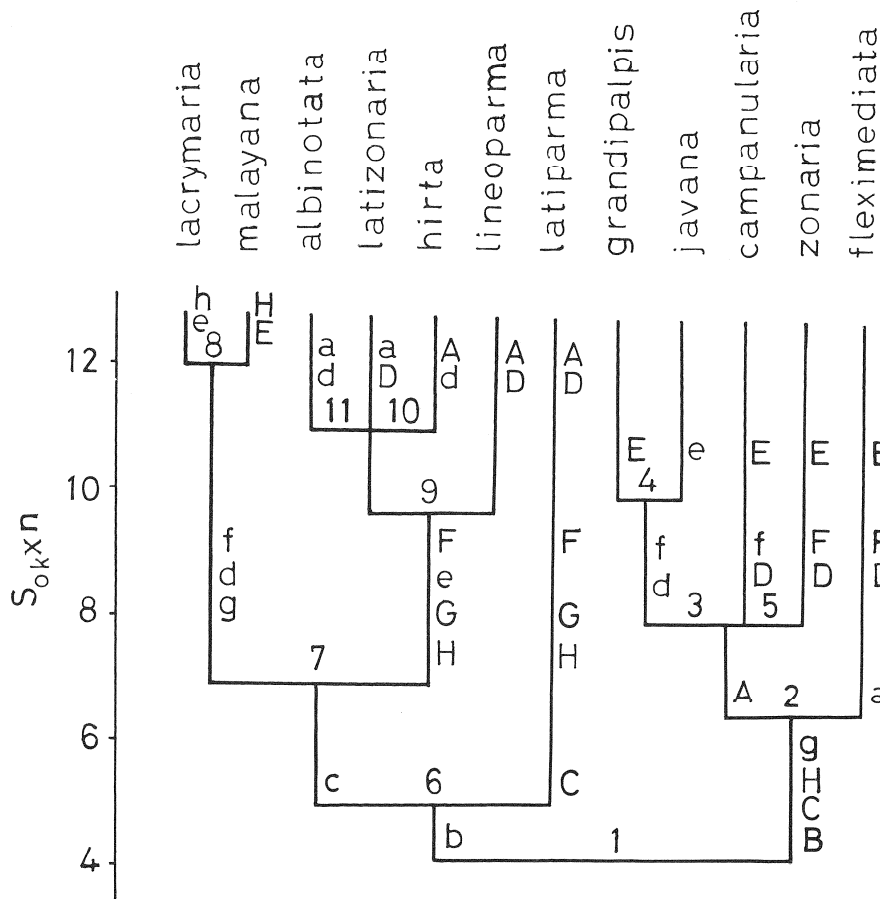 lacrymaria
malayana
albinotata
latizonaria
hirta
lineoparma
latiparma
grandipalpis
javana
campanularia
zonaria
fleximediata
h H
e 8 E
12
a a A A A
d D d D D
11 10
E e E E E
4
10
9
f F F f f F F
d e d D D D
g G G
8
3 5
H H
7
A 2 a
6
g
H
c 6 C C
b 1 B
4
Sok x n